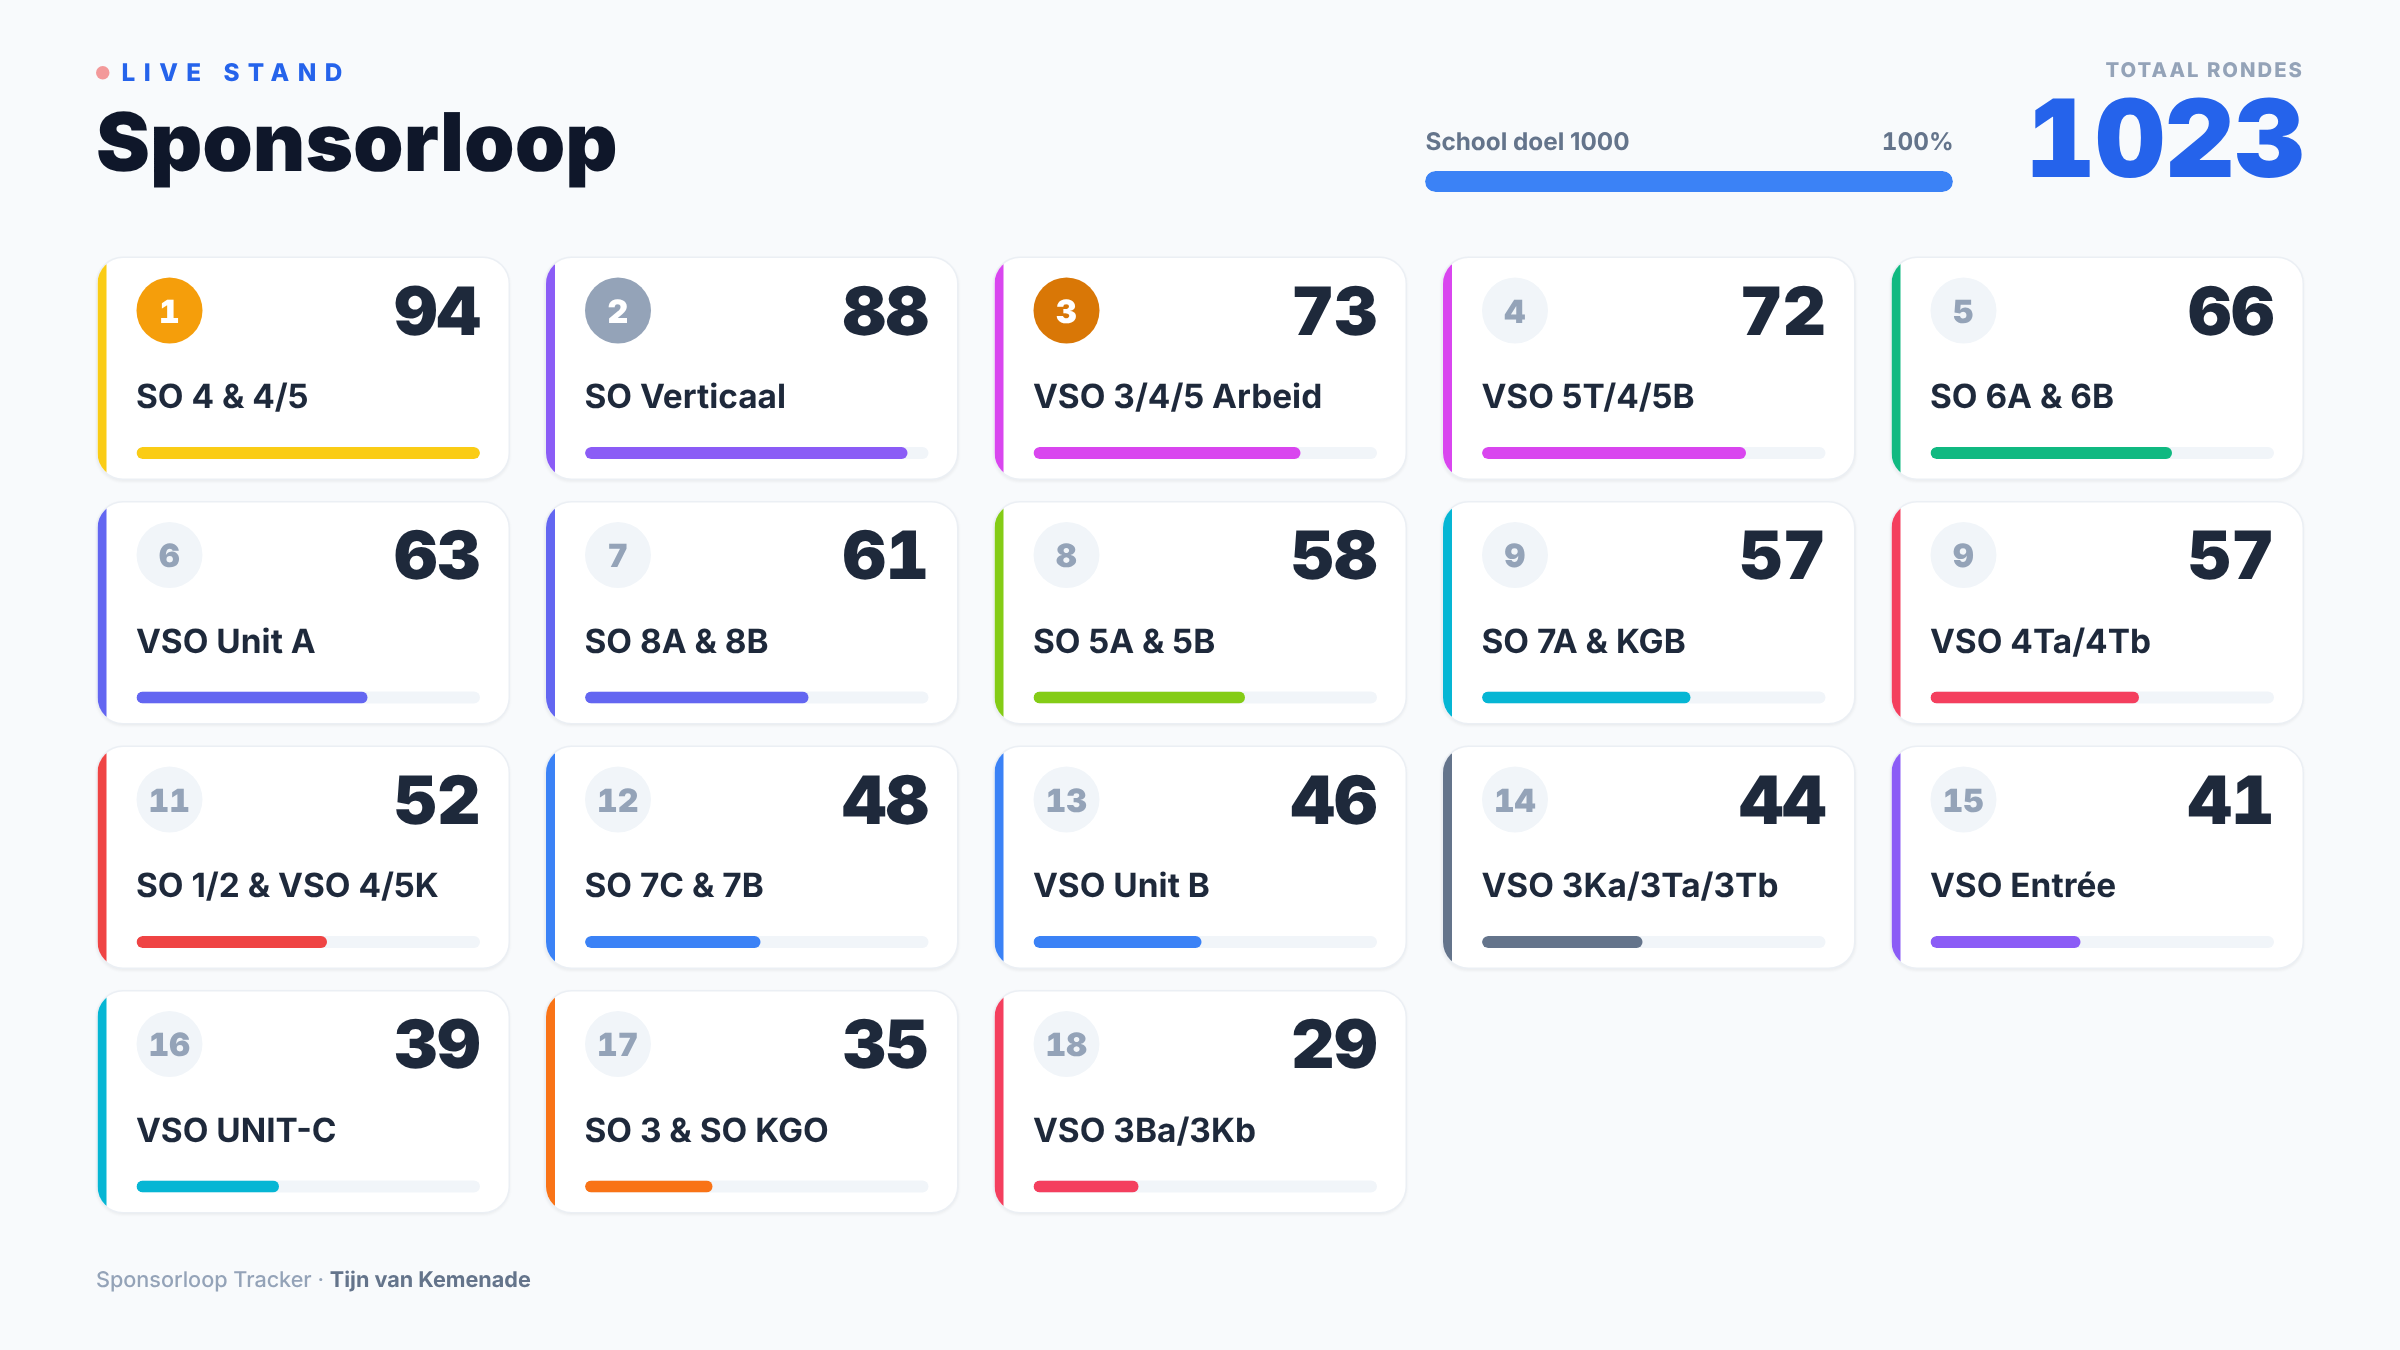 LIVE STAND
Sponsorloop
School doel 1000 100%
TOTAAL RONDES
1023
1 94
SO 4 & 4/5
2 88
SO Verticaal
3 73
VSO 3/4/5 Arbeid
4 72
VSO 5T/4/5B
5 66
SO 6A & 6B
6 63
VSO Unit A
7 61
SO 8A & 8B
8 58
SO 5A & 5B
9 57
SO 7A & KGB
9 57
VSO 4Ta/4Tb
11 52
SO 1/2 & VSO 4/5K
12 48
SO 7C & 7B
13 46
VSO Unit B
14 44
VSO 3Ka/3Ta/3Tb
15 41
VSO Entrée
16 39
VSO UNIT-C
17 35
SO 3 & SO KGO
18 29
VSO 3Ba/3Kb
Sponsorloop Tracker · Tijn van Kemenade